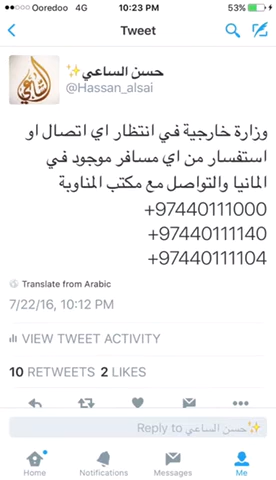 Ooredoo 4G 10:23 PM 53%
Tweet
حسن الساعي✨
@Hassan_alsai
وزارة خارجية في انتظار اي اتصال او
استفسار من اي مسافر موجود في
المانيا والتواصل مع مكتب المناوبة
+97440111000
+97440111140
+97440111104
Translate from Arabic
7/22/16, 10:12 PM
VIEW TWEET ACTIVITY
10 RETWEETS 2 LIKES
Reply to حسن الساعي✨
Home Notifications Messages Me